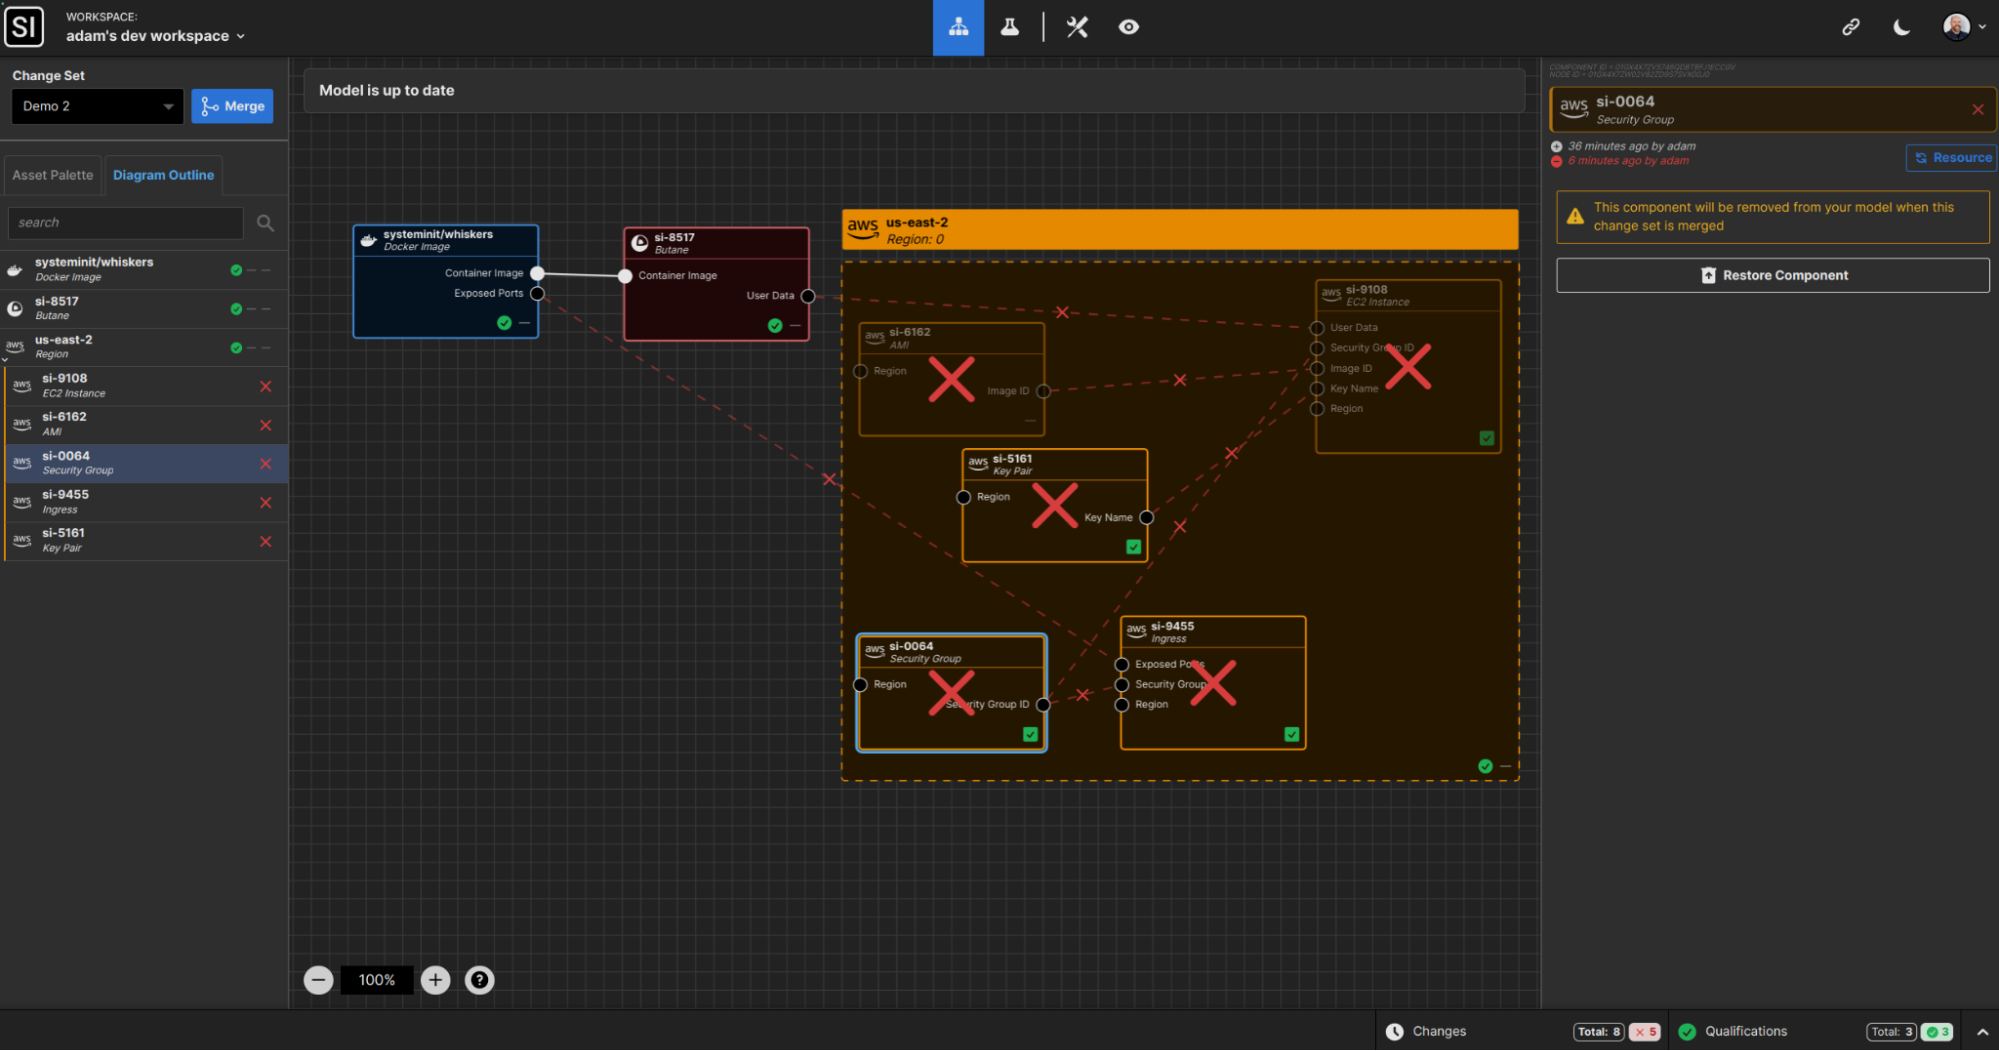 SI
WORKSPACE:
adam's dev workspace
Change Set
Demo 2
Merge
Asset Palette
Diagram Outline
search
systeminit/whiskers
Docker Image
si-8517
Butane
us-east-2
Region
si-9108
EC2 Instance
si-6162
AMI
si-0064
Security Group
si-9455
Ingress
si-5161
Key Pair
Model is up to date
systeminit/whiskers
Docker Image
Container Image
Exposed Ports
si-8517
Butane
Container Image
User Data
aws
us-east-2
Region: 0
aws
si-6162
AMI
Region
Image ID
aws
si-9108
EC2 Instance
User Data
Security Group ID
Image ID
Key Name
Region
aws
si-5161
Key Pair
Region
Key Name
aws
si-0064
Security Group
Region
Security Group ID
aws
si-9455
Ingress
Exposed Ports
Security Group
Region
100%
?
aws
si-0064
Security Group
36 minutes ago by adam
6 minutes ago by adam
Resource
This component will be removed from your model when this
change set is merged
Restore Component
Changes
Total: 8
5
Qualifications
Total: 3
3